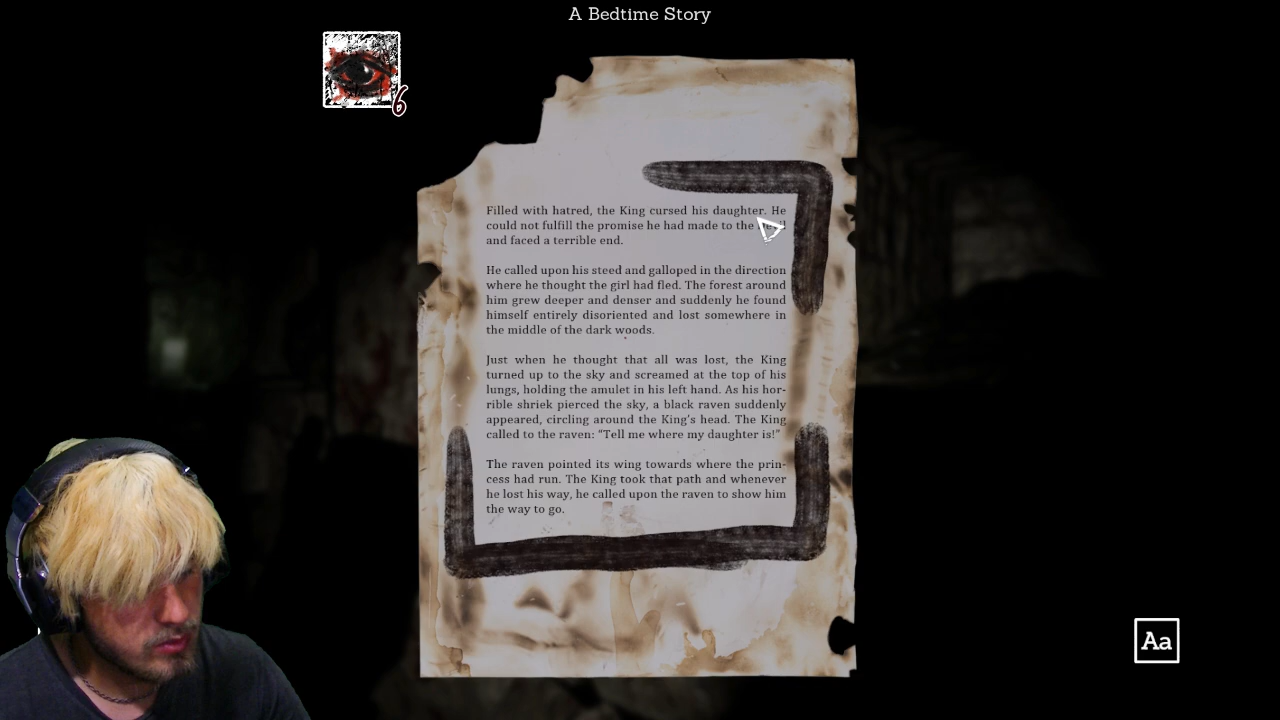 A Bedtime Story
6
Filled with hatred, the King cursed his daughter. He
could not fulfill the promise he had made to the
and faced a terrible end.
He called upon his steed and galloped in the direction
where he thought the girl had fled. The forest around
him grew deeper and denser and suddenly he found
himself entirely disoriented and lost somewhere in
the middle of the dark woods.
Just when he thought that all was lost, the King
turned up to the sky and screamed at the top of his
lungs, holding the amulet in his left hand. As his hor-
rible shriek pierced the sky, a black raven suddenly
appeared, circling around the King's head. The King
called to the raven: "Tell me where my daughter is!"
The raven pointed its wing towards where the prin-
cess had run. The King took that path and whenever
he lost his way, he called upon the raven to show him
the way to go.
Aa